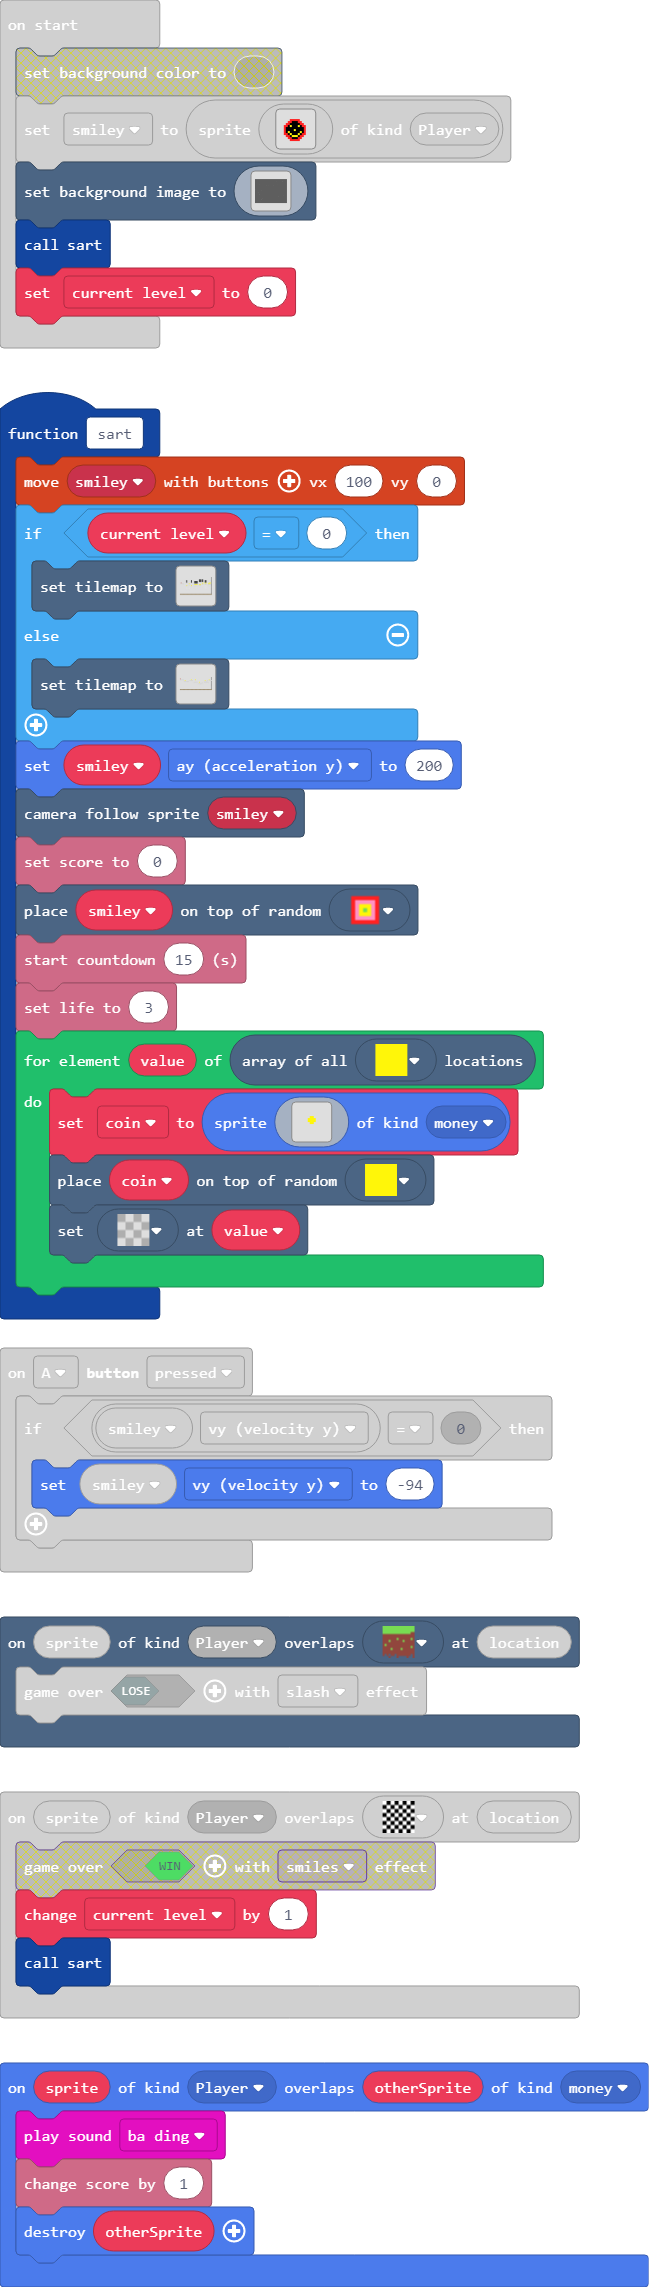 on start
set background color to
set smiley to sprite of kind Player
set background image to
call sart
set current level to 0
function sart
move smiley with buttons vx 100 vy 0
if current level = 0 then
set tilemap to
else
set tilemap to
set smiley ay (acceleration y) to 200
camera follow sprite smiley
set score to 0
place smiley on top of random
start countdown 15 (s)
set life to 3
for element value of array of all locations
do
set coin to sprite of kind money
place coin on top of random
set at value
on A button pressed
if smiley vy (velocity y) = 0 then
set smiley vy (velocity y) to -94
on sprite of kind Player overlaps at location
game over LOSE with slash effect
on sprite of kind Player overlaps at location
game over WIN with smiles effect
change current level by 1
call sart
on sprite of kind Player overlaps otherSprite of kind money
play sound ba ding
change score by 1
destroy otherSprite